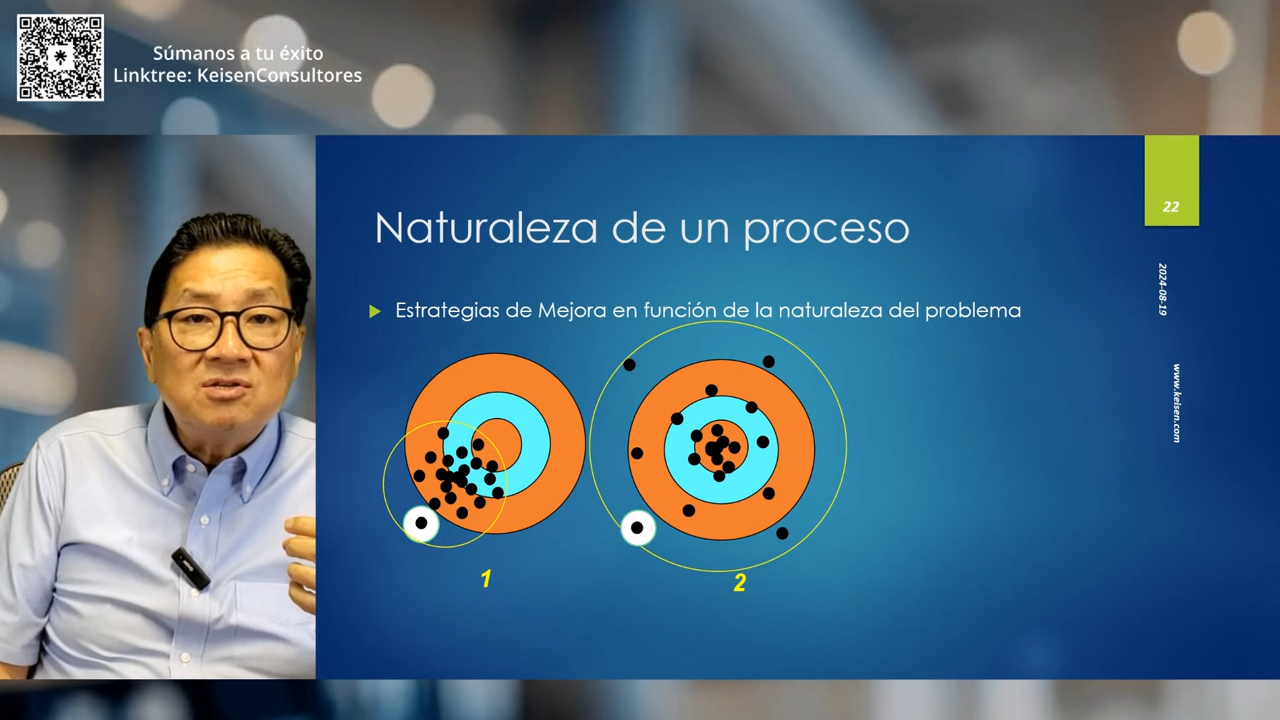 Súmanos a tu éxito
Linktree: KeisenConsultores
22
Naturaleza de un proceso
2024-08-19
Estrategias de Mejora en función de la naturaleza del problema
www.keisen.com
1
2